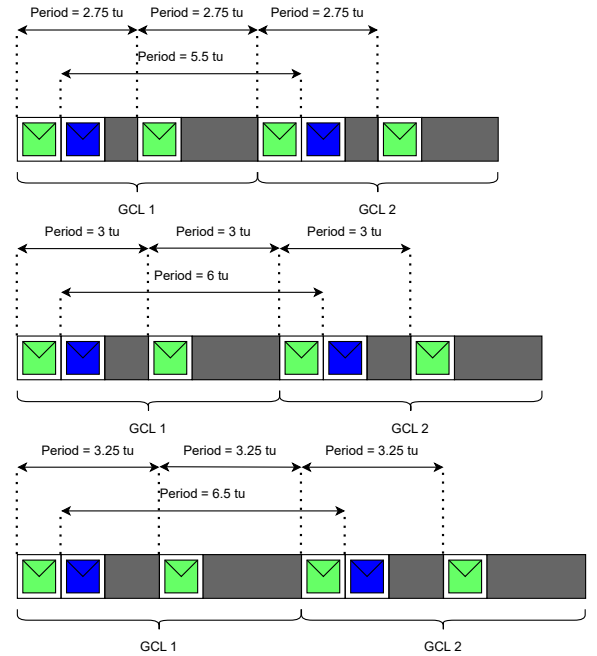 Period = 2.75 tu Period = 2.75 tu Period = 2.75 tu
Period = 5.5 tu
GCL 1 GCL 2
Period = 3 tu Period = 3 tu Period = 3 tu
Period = 6 tu
GCL 1 GCL 2
Period = 3.25 tu Period = 3.25 tu Period = 3.25 tu
Period = 6.5 tu
GCL 1 GCL 2